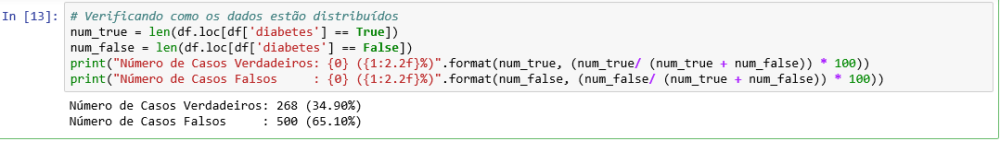 In [13]: # Verificando como os dados estão distribuídos
num_true = len(df.loc[df['diabetes'] == True])
num_false = len(df.loc[df['diabetes'] == False])
print("Número de Casos Verdadeiros: {0} ({1:2.2f}%)".format(num_true, (num_true/ (num_true + num_false)) * 100))
print("Número de Casos Falsos     : {0} ({1:2.2f}%)".format(num_false, (num_false/ (num_true + num_false)) * 100))
Número de Casos Verdadeiros: 268 (34.90%)
Número de Casos Falsos     : 500 (65.10%)